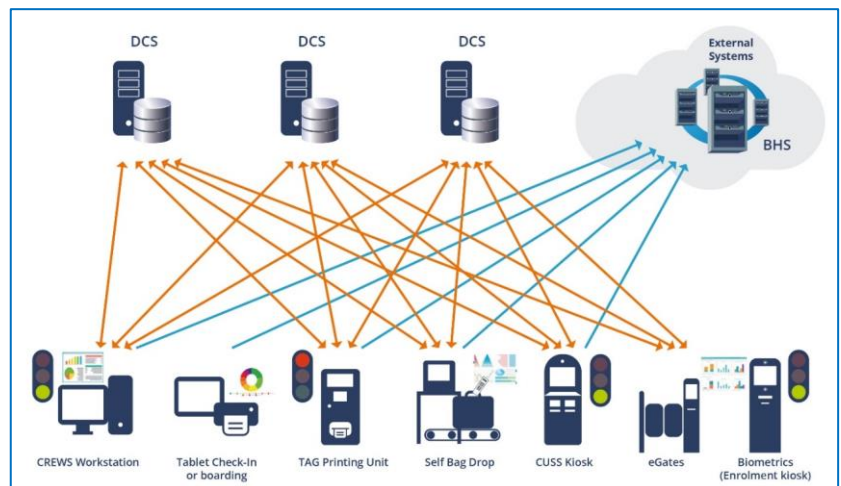 DCS
DCS
DCS
External
Systems
BHS
CREWS Workstation
Tablet Check-In
or boarding
TAG Printing Unit
Self Bag Drop
CUSS Kiosk
eGates
Biometrics
(Enrolment kiosk)